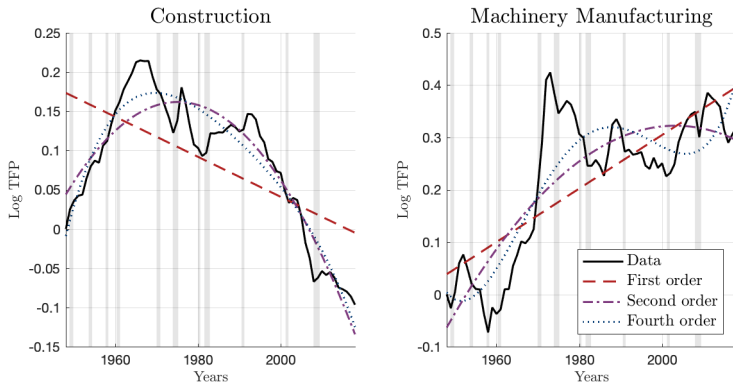 Construction
Machinery Manufacturing
Log TFP
0.25
0.2
0.15
0.1
0.05
0
-0.05
-0.1
-0.15
1960
1980
2000
Years
Log TFP
0.5
0.4
0.3
0.2
0.1
0
-0.1
1960
1980
2000
Years
Data
First order
Second order
Fourth order